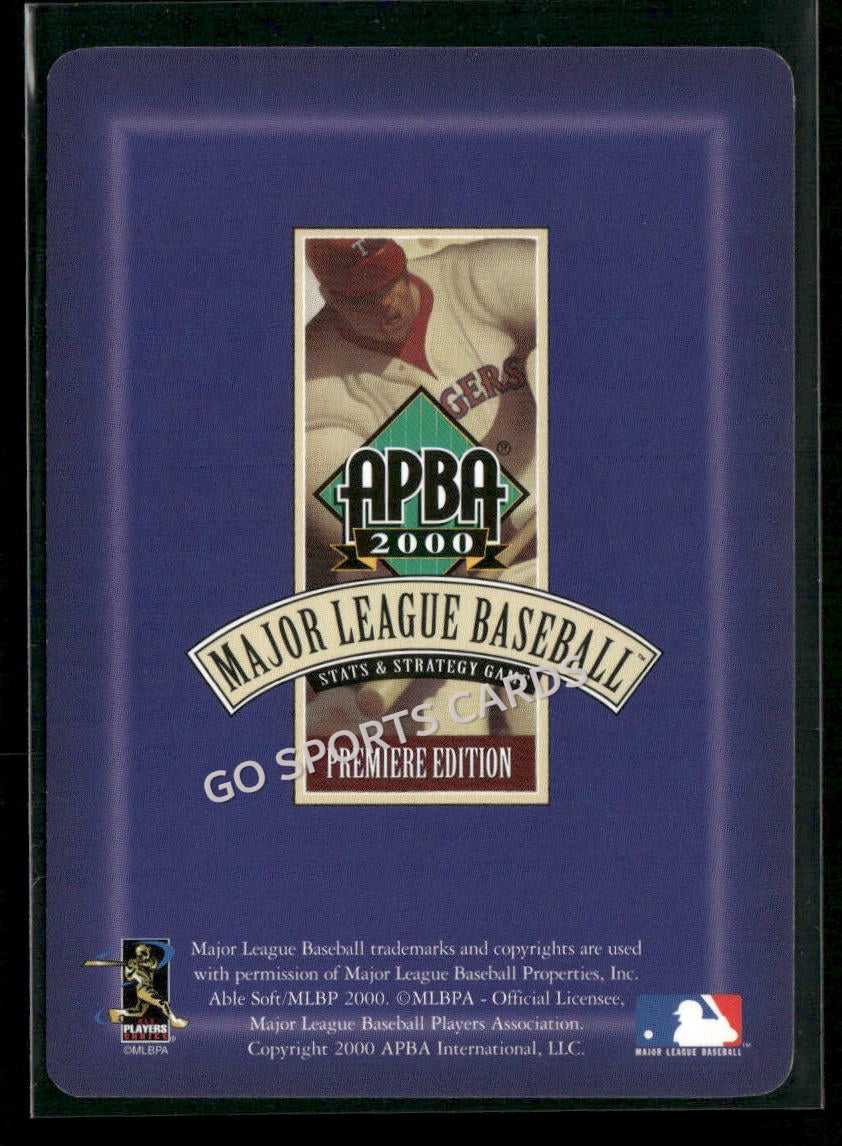 T
GERS
APBA®
2000
MAJOR LEAGUE BASEBALL™
STATS & STRATEGY GAME
GO SPORTS CARDS
PREMIERE EDITION
Major League Baseball trademarks and copyrights are used
with permission of Major League Baseball Properties, Inc.
Able Soft/MLBP 2000. ©MLBPA - Official Licensee,
Major League Baseball Players Association.
Copyright 2000 APBA International, LLC.
PLAYERS
CHOICE®
©MLBPA
MAJOR LEAGUE BASEBALL™